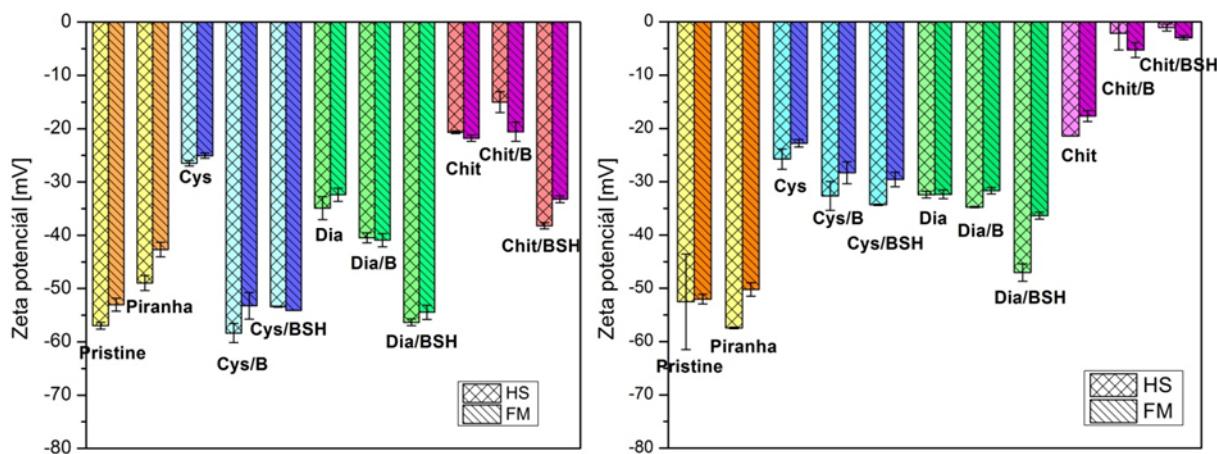 Zeta potenciál [mV]
0
-10
-20
-30
-40
-50
-60
-70
-80
Pristine
Piranha
Cys
Cys/B
Cys/BSH
Dia
Dia/B
Dia/BSH
Chit
Chit/B
Chit/BSH
HS
FM
Zeta potenciál [mV]
0
-10
-20
-30
-40
-50
-60
-70
-80
Pristine
Piranha
Cys
Cys/B
Cys/BSH
Dia
Dia/B
Dia/BSH
Chit
Chit/B
Chit/BSH
HS
FM